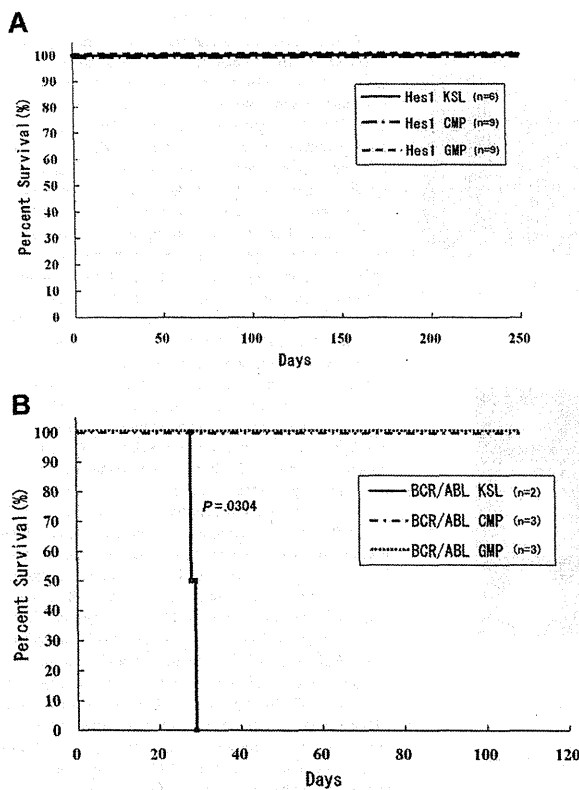 A
Percent Survival(%)
100
90
80
70
60
50
40
30
20
10
0
0 50 100 150 200 250
Days
Hes1 KSL (n=6)
Hes1 CMP (n=9)
Hes1 GMP (n=9)
B
Percent Survival(%)
100
90
80
70
60
50
40
30
20
10
0
0 20 40 60 80 100 120
Days
P=.0304
BCR/ABL KSL (n=2)
BCR/ABL CMP (n=3)
BCR/ABL GMP (n=3)